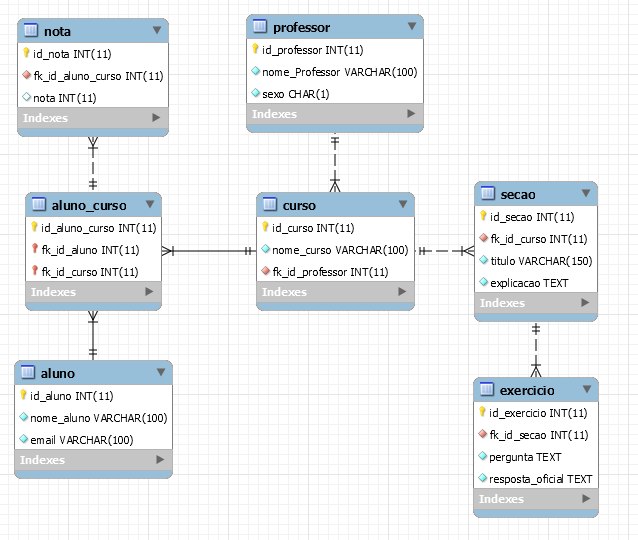 nota
id_nota INT(11)
fk_id_aluno_curso INT(11)
nota INT(11)
Indexes
professor
id_professor INT(11)
nome_Professor VARCHAR(100)
sexo CHAR(1)
Indexes
aluno_curso
id_aluno_curso INT(11)
fk_id_aluno INT(11)
fk_id_curso INT(11)
Indexes
curso
id_curso INT(11)
nome_curso VARCHAR(100)
fk_id_professor INT(11)
Indexes
secao
id_secao INT(11)
fk_id_curso INT(11)
titulo VARCHAR(150)
explicacao TEXT
Indexes
aluno
id_aluno INT(11)
nome_aluno VARCHAR(100)
email VARCHAR(100)
Indexes
exercicio
id_exercicio INT(11)
fk_id_secao INT(11)
pergunta TEXT
resposta_oficial TEXT
Indexes